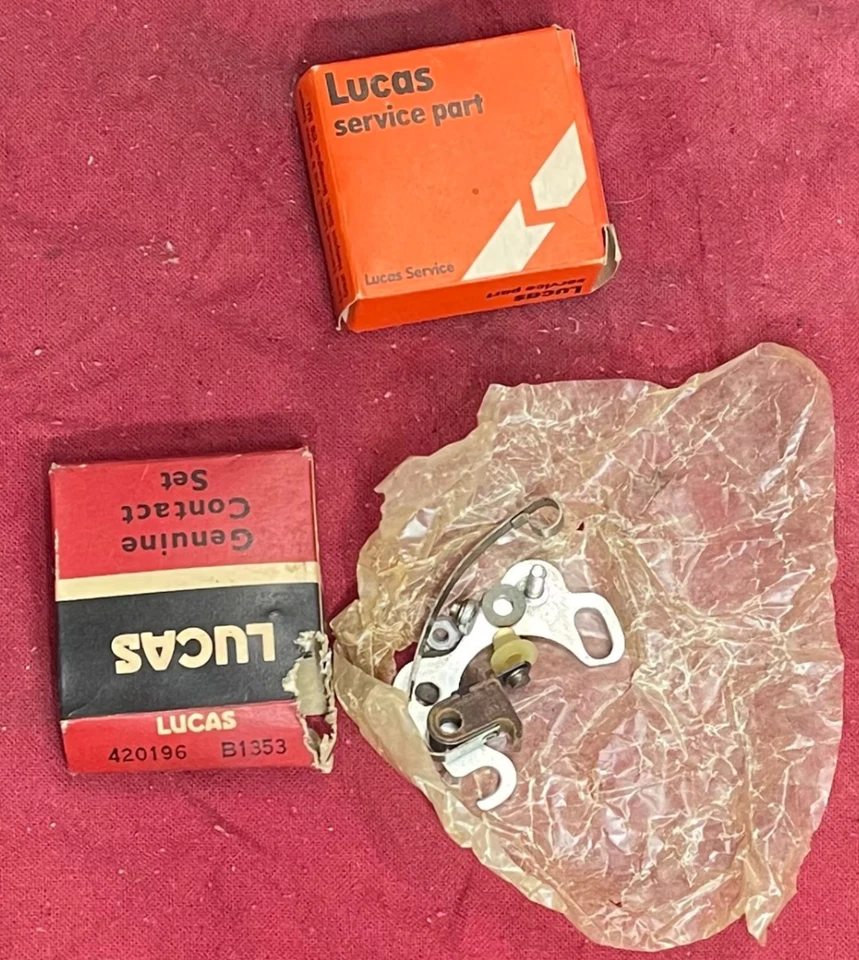 Lucas
service part
Lucas Service
Lucas
service part
Genuine
Contact
Set
LUCAS
LUCAS
420196 B1353